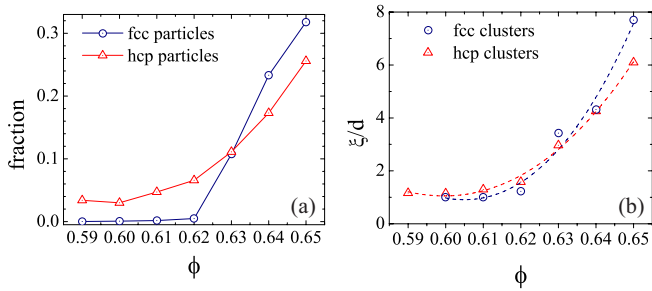 0.3
0.2
0.1
0.0
fraction
fcc particles
hcp particles
(a)
0.59 0.60 0.61 0.62 0.63 0.64 0.65
ϕ
8
6
4
2
0
ξ/d
fcc clusters
hcp clusters
(b)
0.59 0.60 0.61 0.62 0.63 0.64 0.65
ϕ